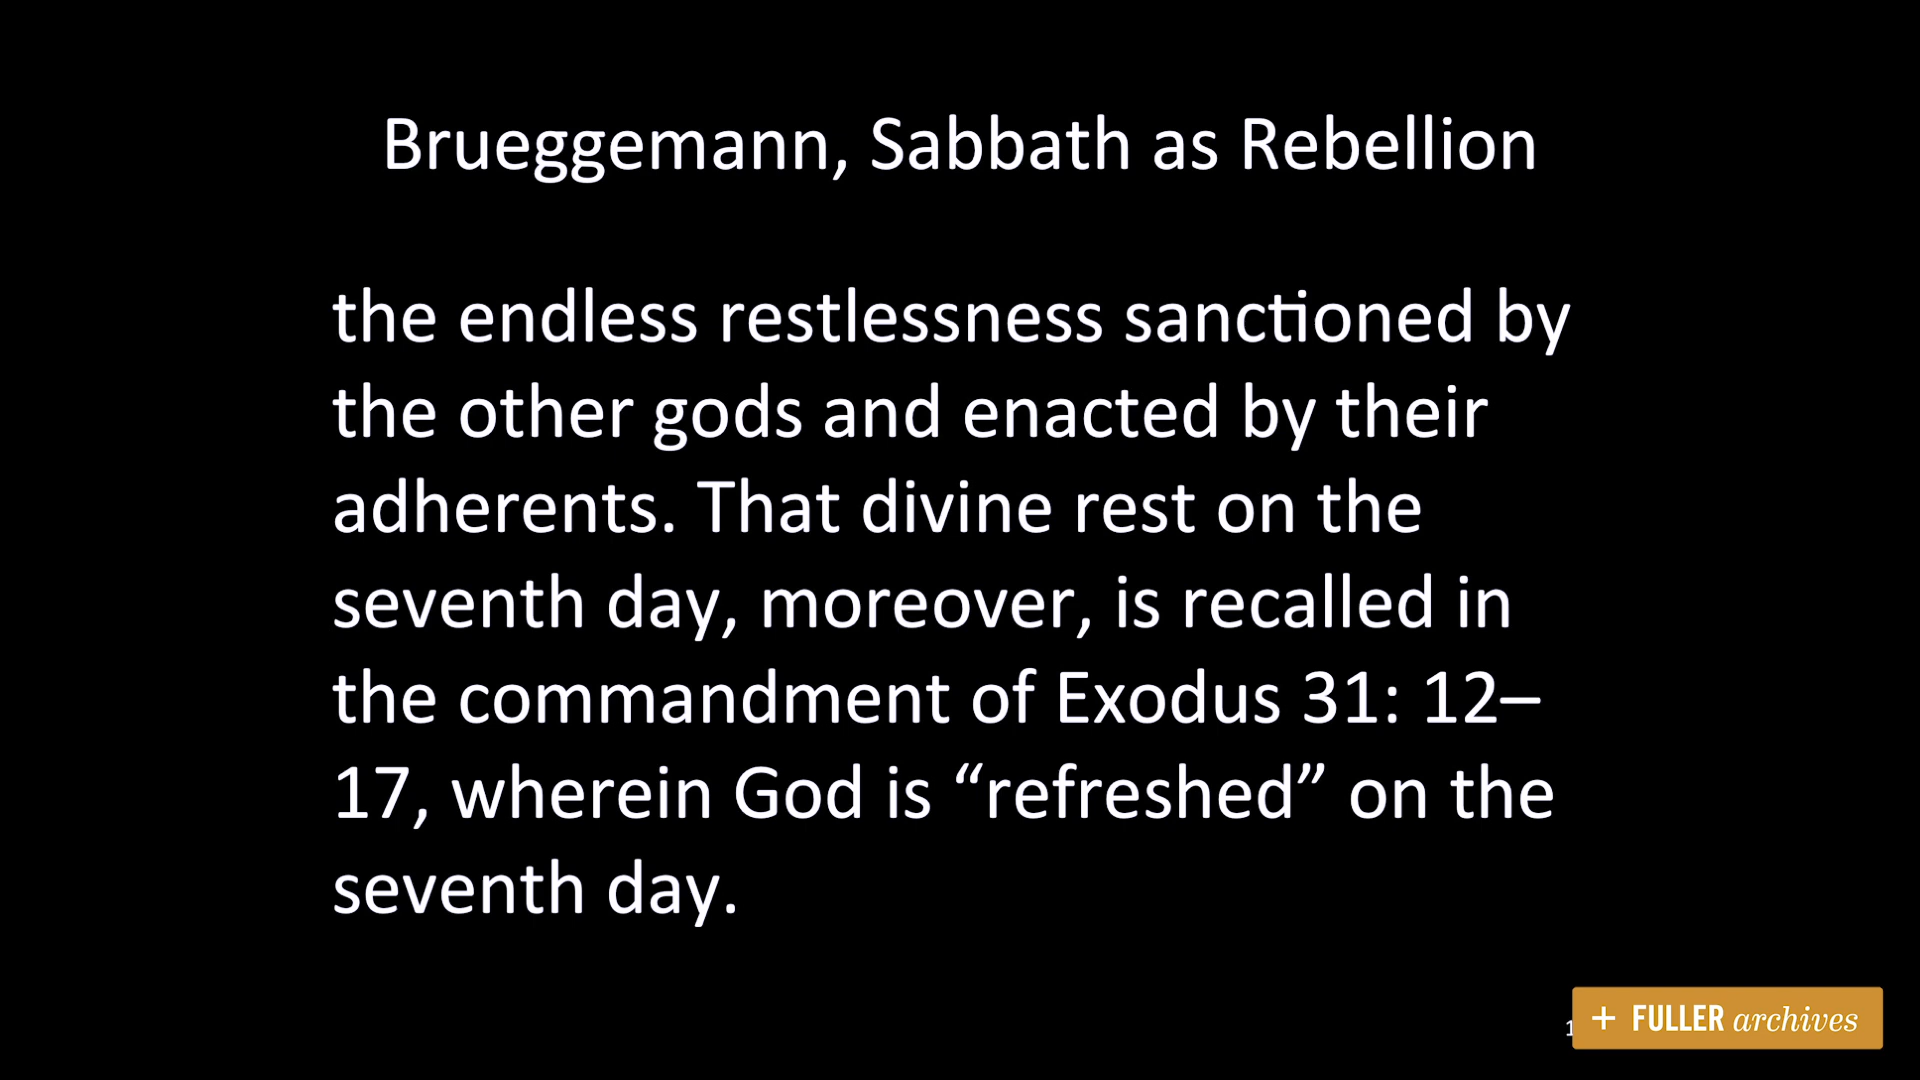 Brueggemann, Sabbath as Rebellion
the endless restlessness sanctioned by
the other gods and enacted by their
adherents. That divine rest on the
seventh day, moreover, is recalled in
the commandment of Exodus 31: 12–
17, wherein God is “refreshed” on the
seventh day.
+ FULLER archives